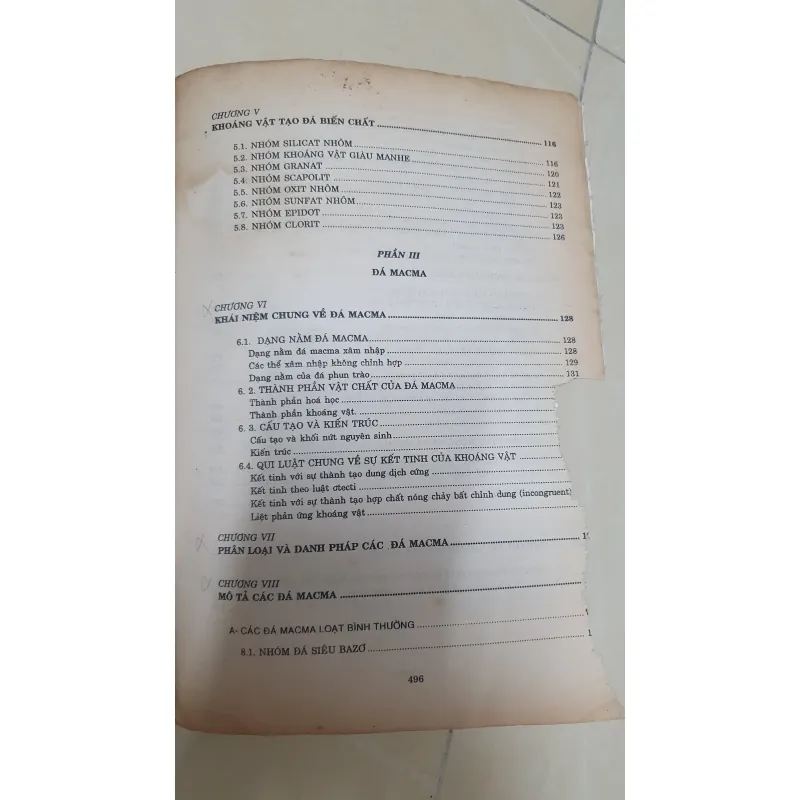 CHƯƠNG V
KHOÁNG VẬT TẠO ĐÁ BIẾN CHẤT 116
5.1. NHÓM SILICAT NHÔM 116
5.2. NHÓM KHOÁNG VẬT GIÀU MANHE 120
5.3. NHÓM GRANAT 121
5.4. NHÓM SCAPOLIT 122
5.5. NHÓM OXIT NHÔM 123
5.6. NHÓM SUNFAT NHÔM 123
5.7. NHÓM EPIDOT 123
5.8. NHÓM CLORIT 126
PHẦN III
ĐÁ MACMA
CHƯƠNG VI
KHÁI NIỆM CHUNG VỀ ĐÁ MACMA 128
6.1. DẠNG NẰM ĐÁ MACMA 128
Dạng nằm đá macma xâm nhập 128
Các thể xâm nhập không chỉnh hợp 129
Dạng nằm của đá phun trào 131
6. 2. THÀNH PHẦN VẬT CHẤT CỦA ĐÁ MACMA
Thành phần hoá học
Thành phần khoáng vật.
6. 3. CẤU TẠO VÀ KIẾN TRÚC
Cấu tạo và khối nứt nguyên sinh
Kiến trúc
6.4. QUI LUẬT CHUNG VỀ SỰ KẾT TINH CỦA KHOÁNG VẬT
Kết tinh với sự thành tạo dung dịch cứng
Kết tinh theo luật ơtecti
Kết tinh với sự thành tạo hợp chất nóng chảy bất chỉnh dung (incongruent)
Liệt phản ứng khoáng vật
CHƯƠNG VII
PHÂN LOẠI VÀ DANH PHÁP CÁC ĐÁ MACMA
CHƯƠNG VIII
MÔ TẢ CÁC ĐÁ MACMA
A- CÁC ĐÁ MACMA LOẠT BÌNH THƯỜNG
8.1. NHÓM ĐÁ SIÊU BAZƠ
496